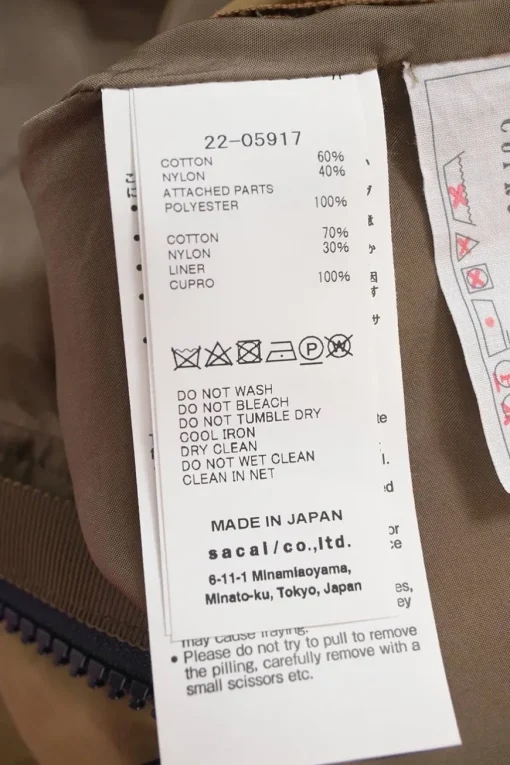 22-05917
COTTON 60%
NYLON 40%
ATTACHED PARTS
POLYESTER 100%
COTTON 70%
NYLON 30%
LINER
CUPRO 100%
P
W
DO NOT WASH
DO NOT BLEACH
DO NOT TUMBLE DRY
COOL IRON
DRY CLEAN
DO NOT WET CLEAN
CLEAN IN NET
MADE IN JAPAN
sacai/co.,ltd.
6-11-1 Minamiaoyama,
Minato-ku, Tokyo, Japan
may cause fraying.
• Please do not try to pull to remove
the pilling, carefully remove with a
small scissors etc.